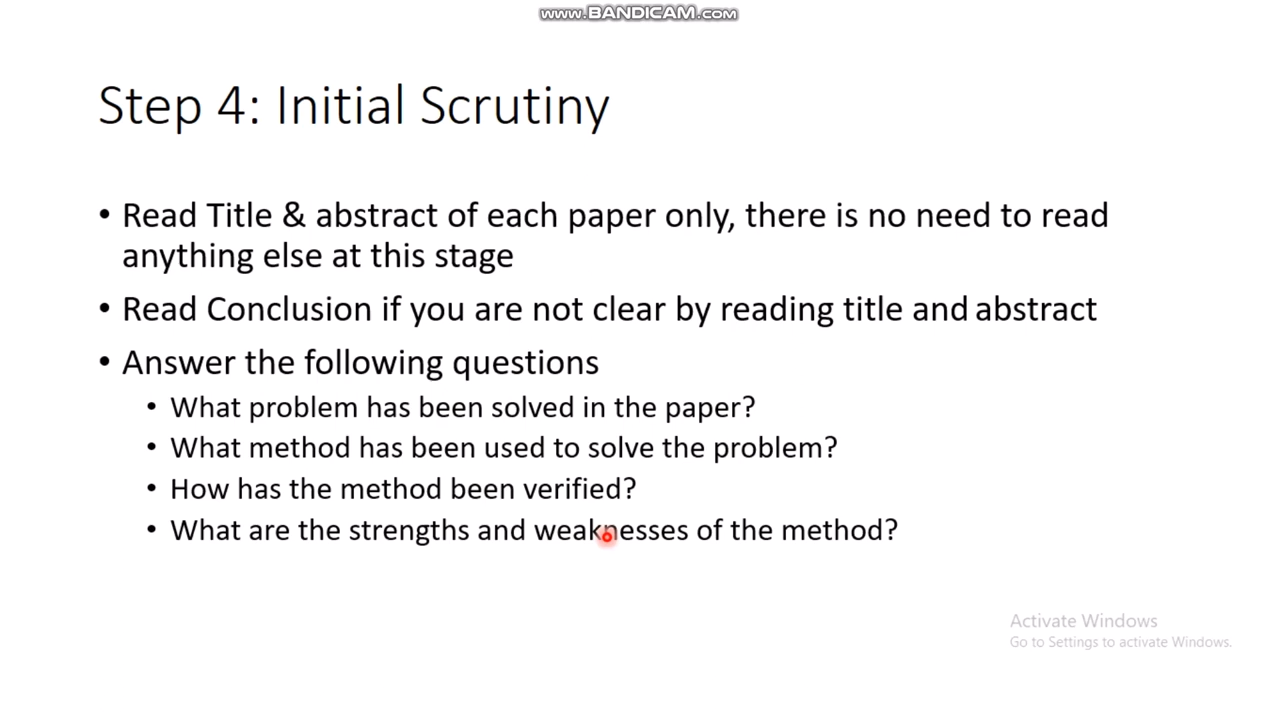 www.BANDICAM.com
Step 4: Initial Scrutiny
• Read Title & abstract of each paper only, there is no need to read
anything else at this stage
• Read Conclusion if you are not clear by reading title and abstract
• Answer the following questions
• What problem has been solved in the paper?
• What method has been used to solve the problem?
• How has the method been verified?
• What are the strengths and weaknesses of the method?
Activate Windows
Go to Settings to activate Windows.